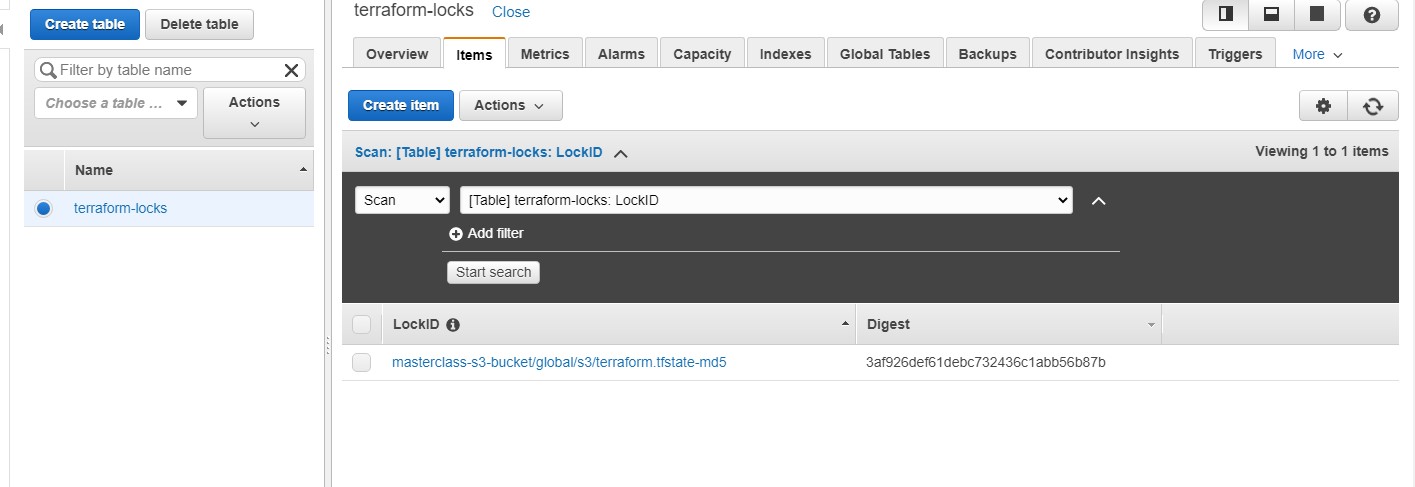 Create table
Delete table
Filter by table name
Choose a table ...
Actions
Name
terraform-locks
terraform-locks Close
Overview Items Metrics Alarms Capacity Indexes Global Tables Backups Contributor Insights Triggers More
Create item Actions
Scan: [Table] terraform-locks: LockID Viewing 1 to 1 items
Scan [Table] terraform-locks: LockID
Add filter
Start search
LockID Digest
masterclass-s3-bucket/global/s3/terraform.tfstate-md5 3af926def61debc732436c1abb56b87b